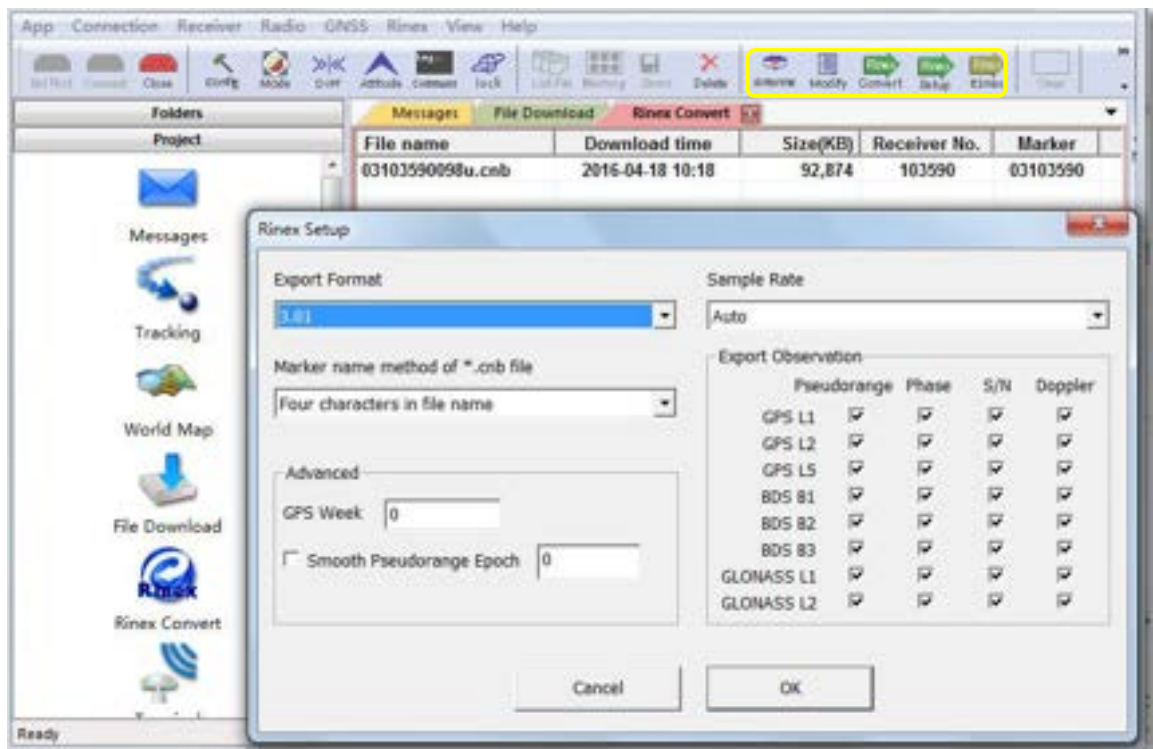 App Connection Receiver Radio GNSS Rinex View Help
Close Config Mode Diff Attitude Command Lock Delete Antenna Modify Convert Setup
Folders
Project
Messages
Tracking
World Map
File Download
Rinex
Rinex Convert
Ready
Messages File Download Rinex Convert
File name Download time Size(KB) Receiver No. Marker
03103590098u.cnb 2016-04-18 10:18 92,874 103590 03103590
Rinex Setup
Export Format
3.01
Marker name method of *.cnb file
Four characters in file name
Advanced
GPS Week 0
Smooth Pseudorange Epoch 0
Sample Rate
Auto
Export Observation
Pseudorange Phase S/N Doppler
GPS L1
GPS L2
GPS L5
BDS B1
BDS B2
BDS B3
GLONASS L1
GLONASS L2
Cancel OK